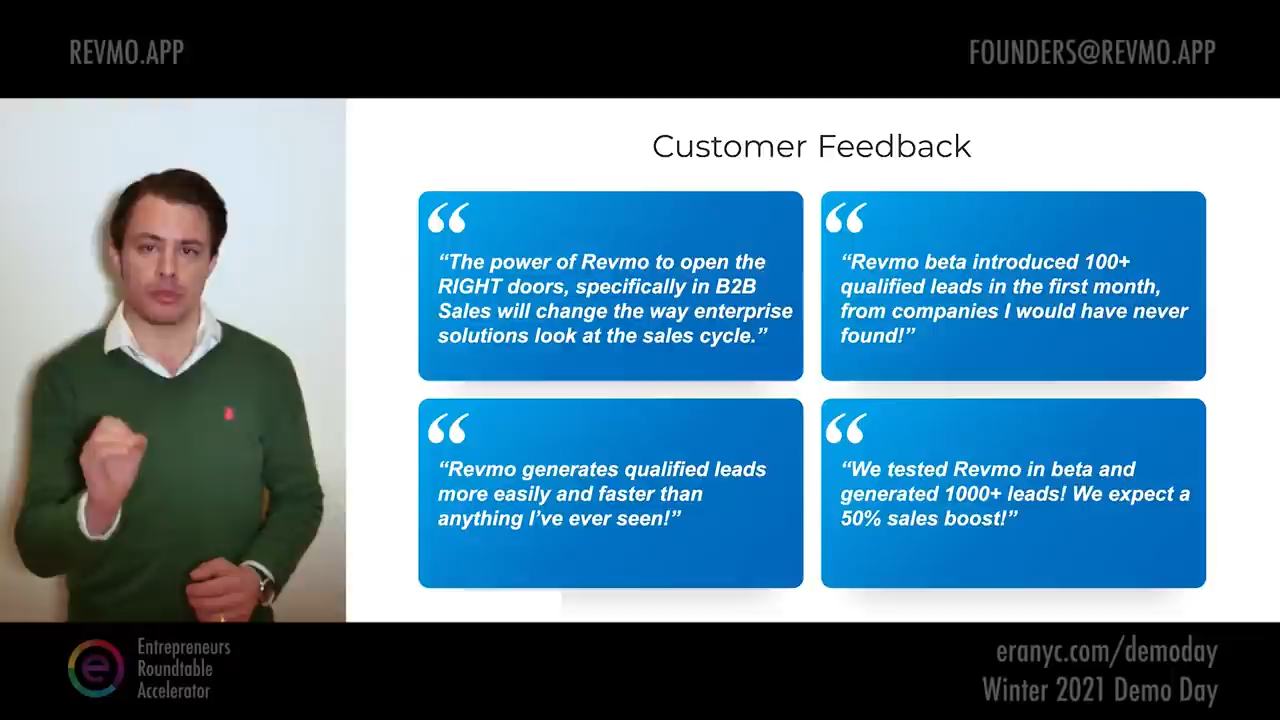 REVMO.APP
FOUNDERS@REVMO.APP
Customer Feedback
“The power of Revmo to open the
RIGHT doors, specifically in B2B
Sales will change the way enterprise
solutions look at the sales cycle.”
“Revmo beta introduced 100+
qualified leads in the first month,
from companies I would have never
found!”
“Revmo generates qualified leads
more easily and faster than
anything I’ve ever seen!”
“We tested Revmo in beta and
generated 1000+ leads! We expect a
50% sales boost!”
e
Entrepreneurs
Roundtable
Accelerator
eranyc.com/demoday
Winter 2021 Demo Day